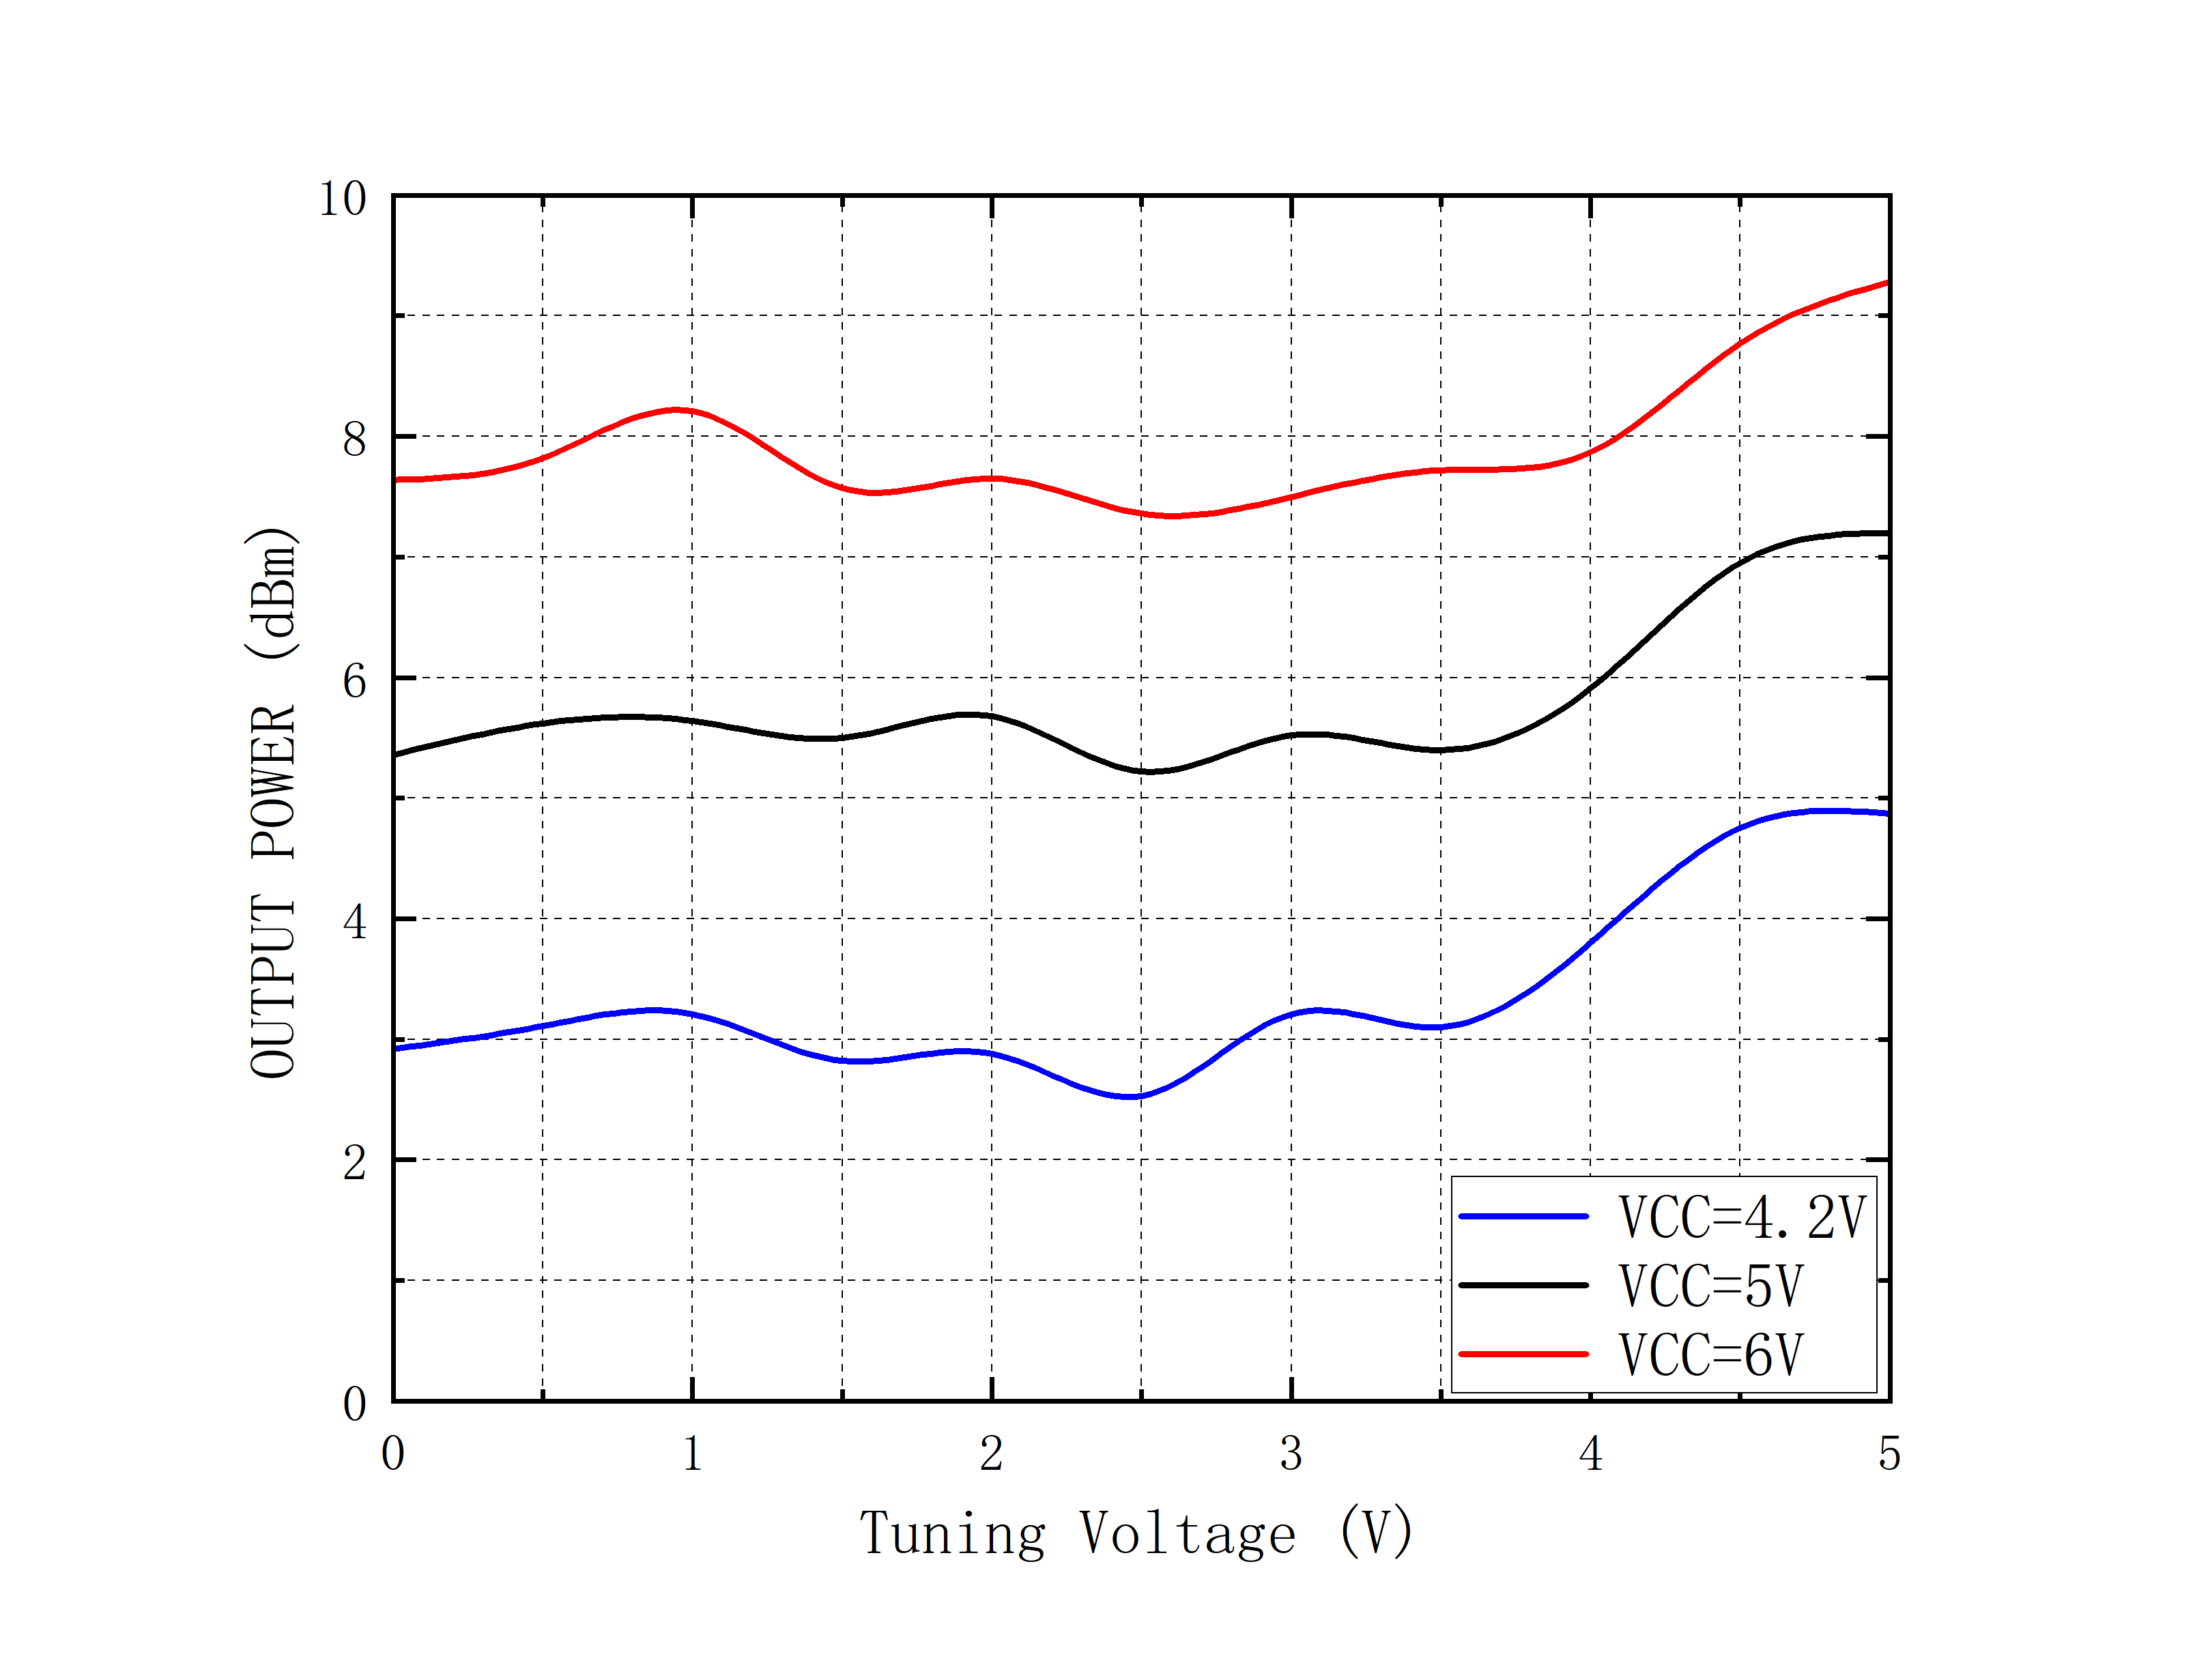 10
8
6
4
2
0
OUTPUT POWER (dBm)
0 1 2 3 4 5
Tuning Voltage (V)
VCC=4.2V
VCC=5V
VCC=6V